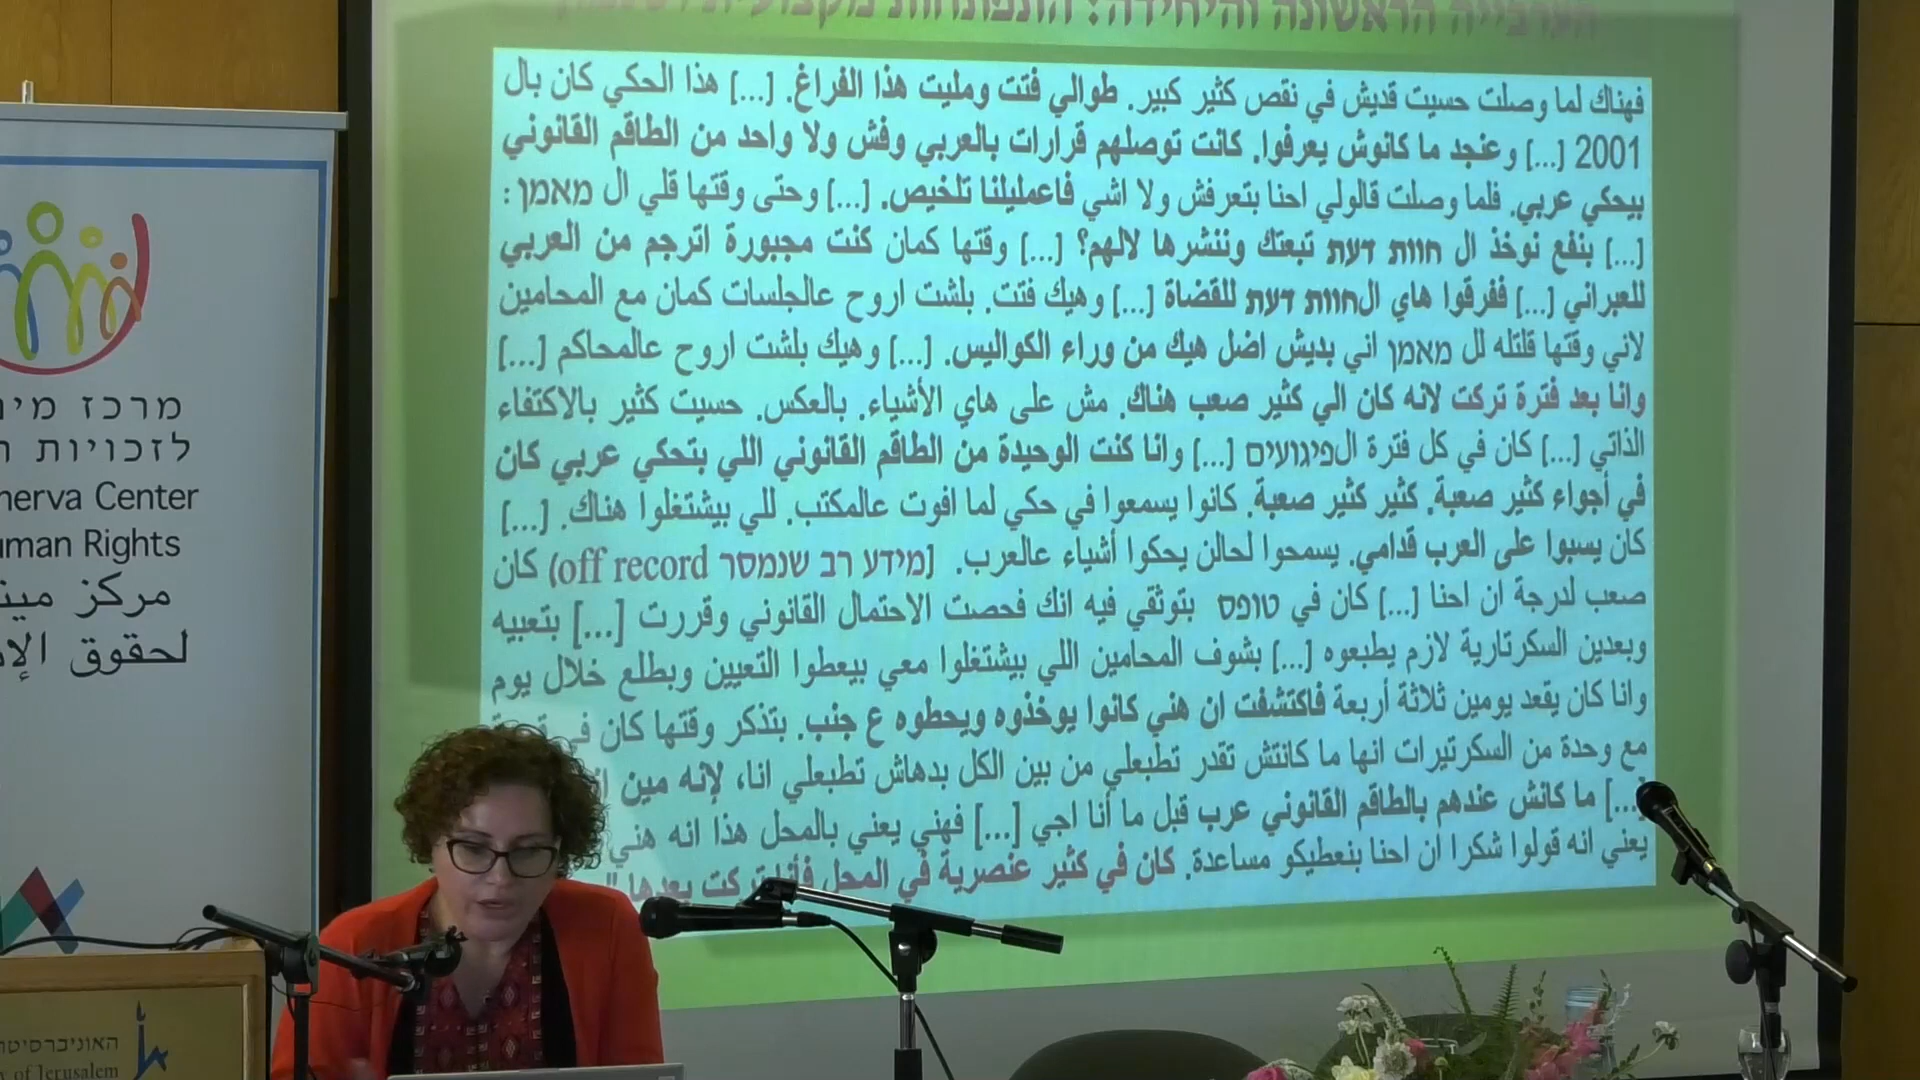 הערבייה הראשונה והיחידה: התפתחות מקצועית
فهناك لما وصلت حسيت قديش في نقص كثير كبير. طوالي فتت ومليت هذا الفراغ. [...] هذا الحكي كان بال
2001 [...] وعنجد ما كانوش يعرفوا. كانت توصلهم قرارات بالعربي وفش ولا واحد من الطاقم القانوني
بيحكي عربي. فلما وصلت قالولي احنا بتعرفش ولا اشي فاعمليلنا تلخيص. [...] وحتى وقتها قلي ال מאמן :
[...] بنفع نوخذ ال חוות דעת تبعتك وننشرها لالهم؟ [...] وقتها كمان كنت مجبورة اترجم من العربي
للعبراني [...] ففرقوا هاي الחוות דעת للقضاة [...] وهيك فتت. بلشت اروح عالجلسات كمان مع المحامين
لاني وقتها قلتله لل מאמן اني بديش اضل هيك من وراء الكواليس. [...] وهيك بلشت اروح عالمحاكم [...]
وانا بعد فترة تركت لانه كان الي كثير صعب هناك. مش على هاي الأشياء. بالعكس. حسيت كثير بالاكتفاء
الذاتي [...] كان في كل فترة الפיגועים [...] وانا كنت الوحيدة من الطاقم القانوني اللي بتحكي عربي كان
في أجواء كثير صعبة. كثير كثير صعبة. كانوا يسمعوا في حكي لما افوت عالمكتب. للي بيشتغلوا هناك. [...]
كان يسبوا على العرب قدامي. يسمحوا لحالن يحكوا أشياء عالعرب. [מידע רב שנמסר off record) كان
صعب لدرجة ان احنا [...] كان في טופס بتوثقي فيه انك فحصت الاحتمال القانوني وقررت [...] بتعبيه
وبعدين السكرتارية لازم يطبعوه [...] بشوف المحامين اللي بيشتغلوا معي بيعطوا التعيين وبطلع خلال يوم
وانا كان يقعد يومين ثلاثة أربعة فاكتشفت ان هني كانوا يوخذوه ويحطوه ع جنب. بتذكر وقتها كان في
مع وحدة من السكرتيرات انها ما كانتش تقدر تطبعلي من بين الكل بدهاش تطبعلي انا، لإنه مين
[...] ما كانش عندهم بالطاقم القانوني عرب قبل ما أنا اجي [...] فهني يعني بالمحل هذا انه هني
يعني انه قولوا شكرا ان احنا بنعطيكو مساعدة. كان في كثير عنصرية في المحل فأنا تركت بعدها
מרכז
לזכויות
nerva Center
uman Rights
مركز
لحقوق
האוניברסיט
of Jerusalem